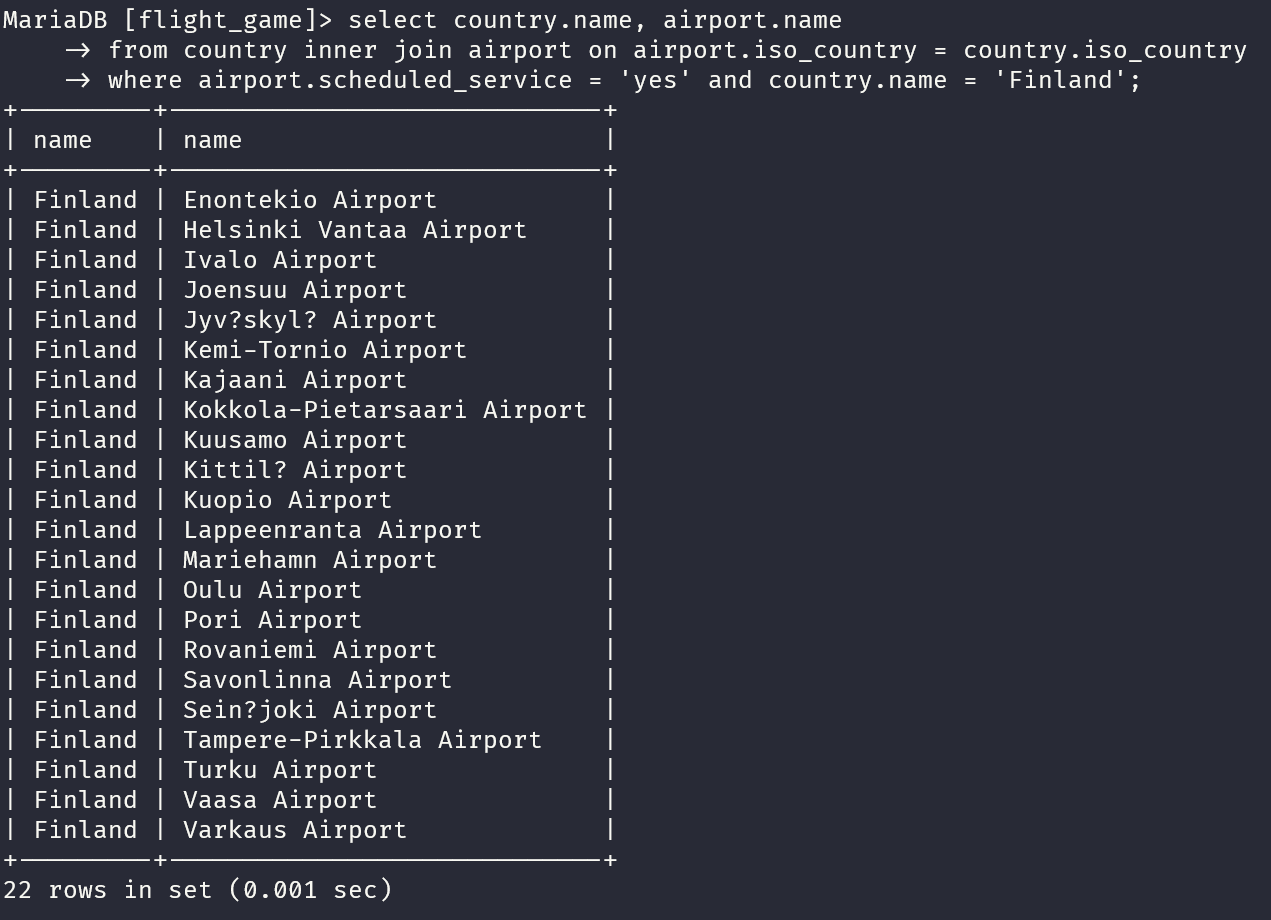 MariaDB [flight_game]> select country.name, airport.name
    -> from country inner join airport on airport.iso_country = country.iso_country
    -> where airport.scheduled_service = 'yes' and country.name = 'Finland';
+---------+-----------------------------+
| name    | name                        |
+---------+-----------------------------+
| Finland | Enontekio Airport           |
| Finland | Helsinki Vantaa Airport     |
| Finland | Ivalo Airport               |
| Finland | Joensuu Airport             |
| Finland | Jyv?skyl? Airport           |
| Finland | Kemi-Tornio Airport         |
| Finland | Kajaani Airport             |
| Finland | Kokkola-Pietarsaari Airport |
| Finland | Kuusamo Airport             |
| Finland | Kittil? Airport             |
| Finland | Kuopio Airport              |
| Finland | Lappeenranta Airport        |
| Finland | Mariehamn Airport           |
| Finland | Oulu Airport                |
| Finland | Pori Airport                |
| Finland | Rovaniemi Airport           |
| Finland | Savonlinna Airport          |
| Finland | Sein?joki Airport           |
| Finland | Tampere-Pirkkala Airport    |
| Finland | Turku Airport               |
| Finland | Vaasa Airport               |
| Finland | Varkaus Airport             |
+---------+-----------------------------+
22 rows in set (0.001 sec)